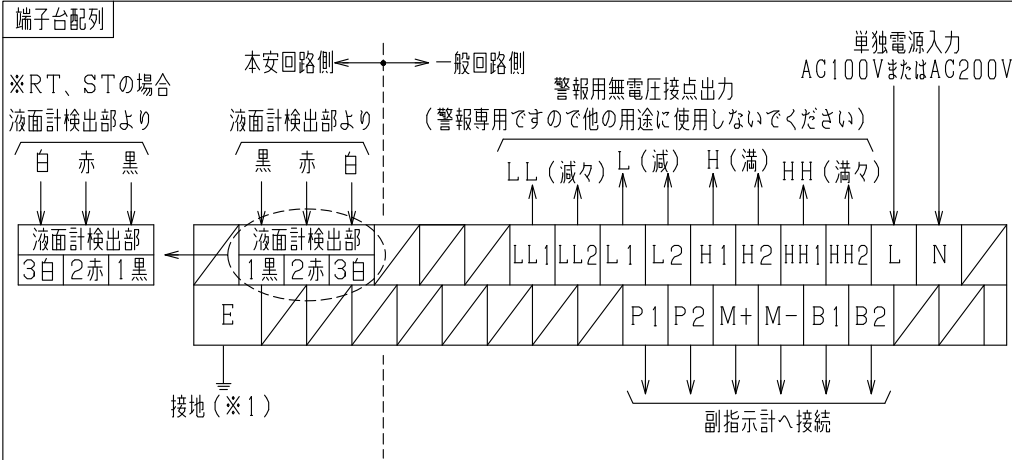 端子台配列
本安回路側
一般回路側
単独電源入力
AC100VまたはAC200V
※RT、STの場合
液面計検出部より
白 赤 黒
液面計検出部より
黒 赤 白
警報用無電圧接点出力
(警報専用ですので他の用途に使用しないでください)
LL(減々) L(減) H(満) HH(満々)
液面計検出部
3白 2赤 1黒
液面計検出部
1黒 2赤 3白
LL1 LL2 L1 L2 H1 H2 HH1 HH2 L N
E P1 P2 M+ M- B1 B2
接地(※1)
副指示計へ接続